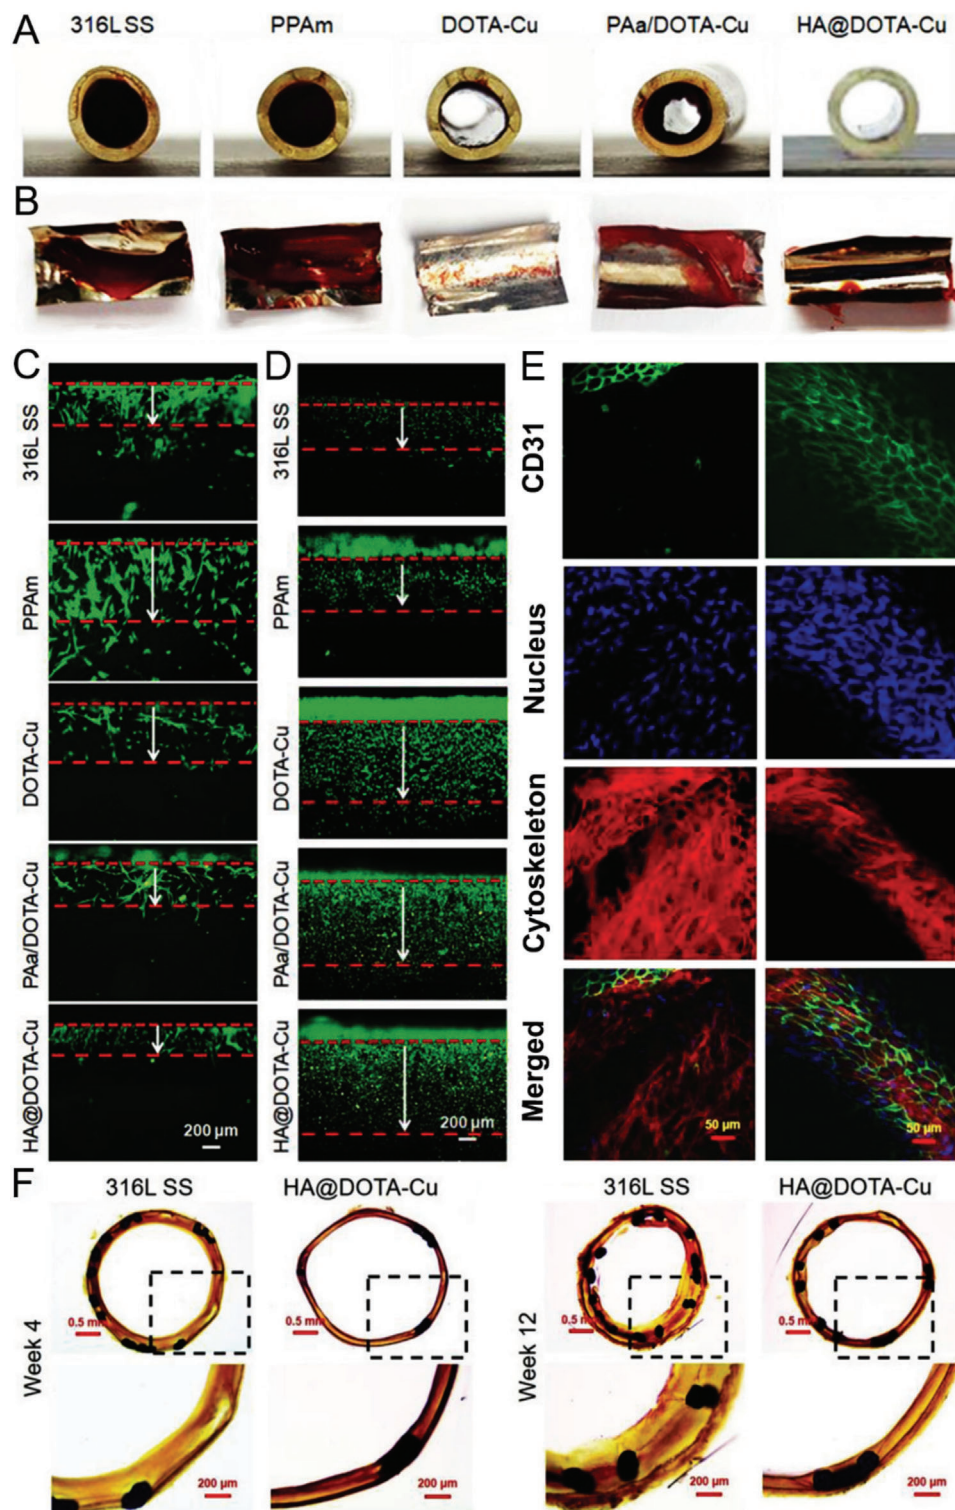 A
316L SS PPAm DOTA-Cu PAa/DOTA-Cu HA@DOTA-Cu
B
C
316L SS
PPAm
DOTA-Cu
PAa/DOTA-Cu
HA@DOTA-Cu
200 μm
D
316L SS
PPAm
DOTA-Cu
PAa/DOTA-Cu
HA@DOTA-Cu
200 μm
E
CD31
Nucleus
Cytoskeleton
Merged
50 μm 50 μm
F
316L SS HA@DOTA-Cu 316L SS HA@DOTA-Cu
Week 4
0.5 mm 0.5 mm
200 μm 200 μm
Week 12
0.5 mm 0.5 mm
200 μm 200 μm